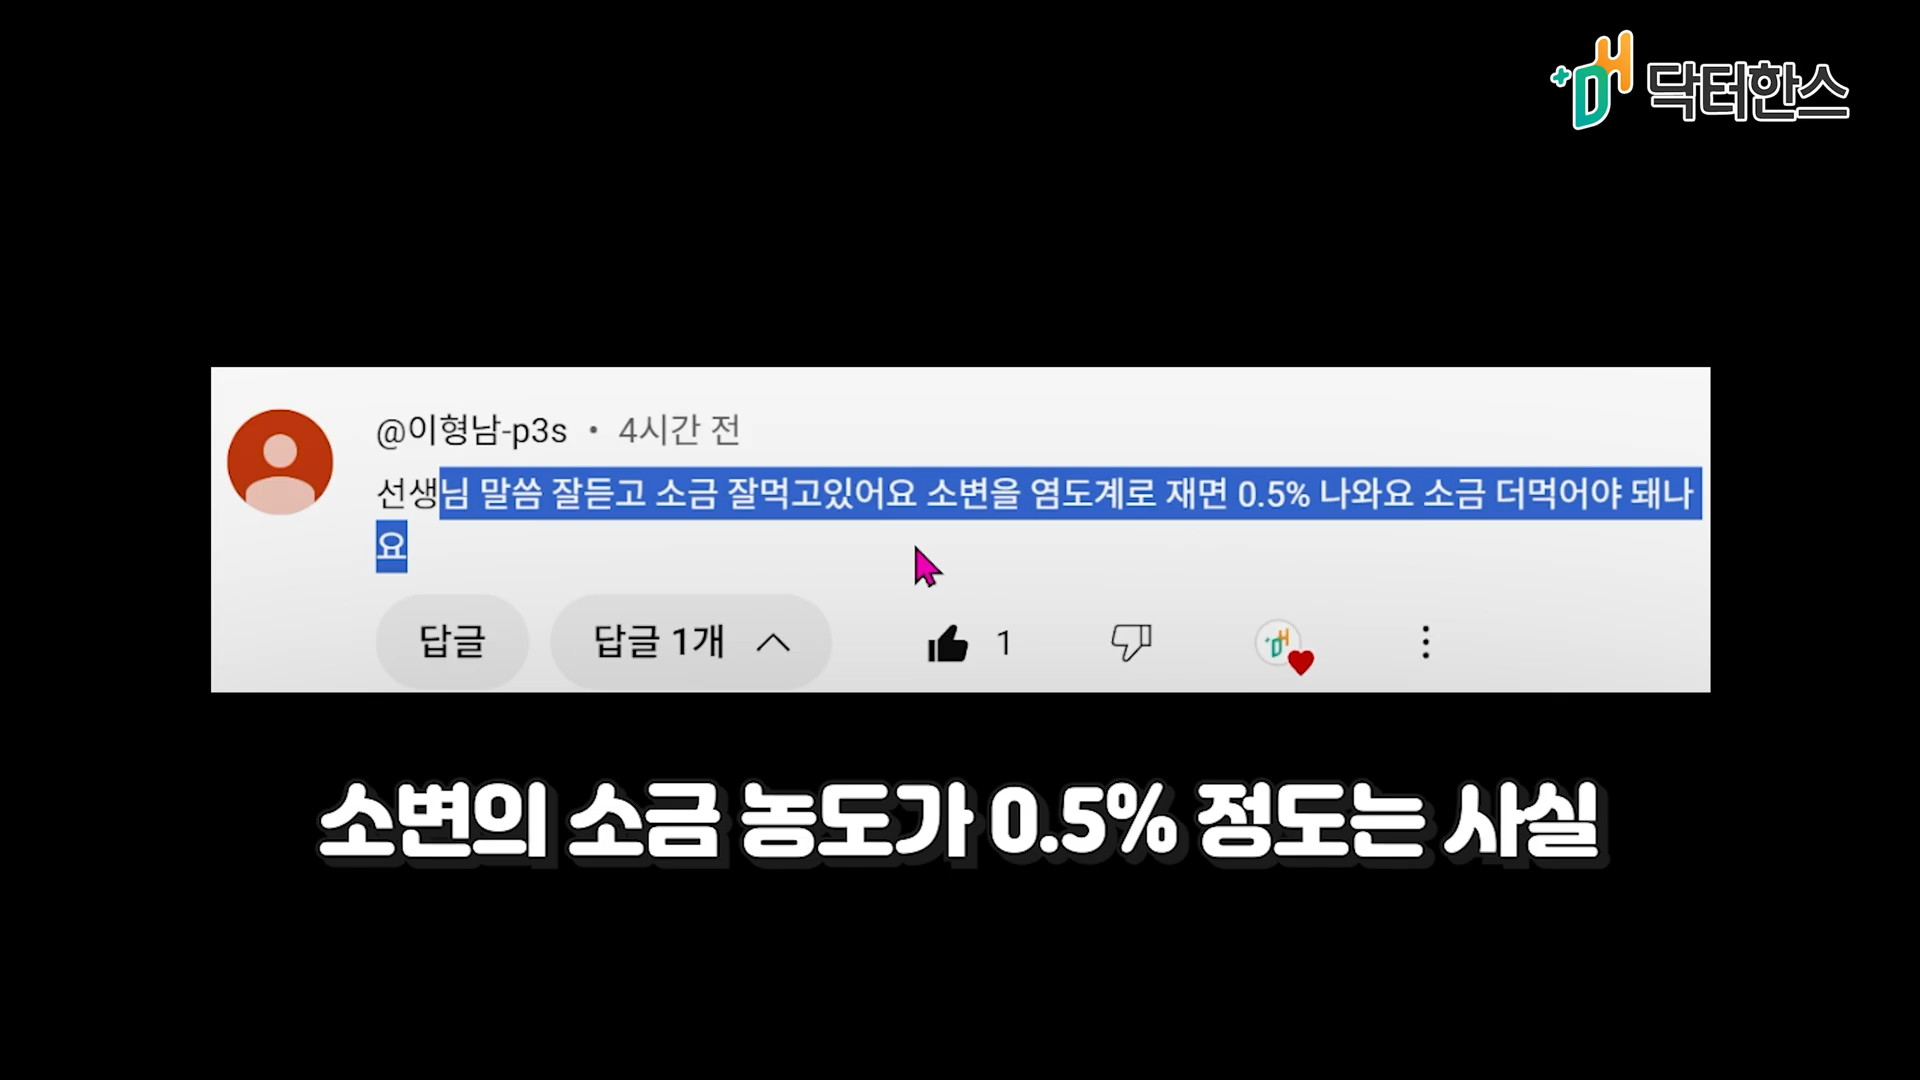 닥터한스
@이형남-p3s • 4시간 전
선생님 말씀 잘듣고 소금 잘먹고있어요 소변을 염도계로 재면 0.5% 나와요 소금 더먹어야 돼나
요
답글
답글 1개
1
소변의 소금 농도가 0.5% 정도는 사실